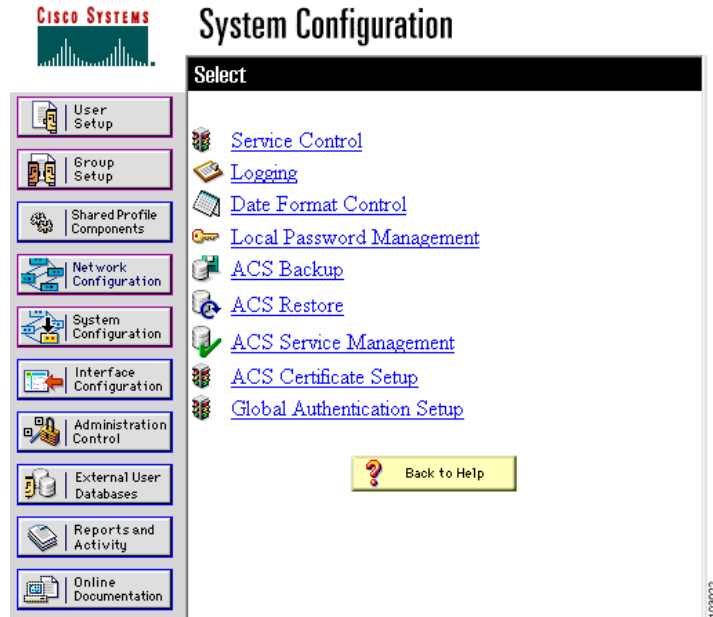 CISCO SYSTEMS
System Configuration
Select
User
Setup
Group
Setup
Shared Profile
Components
Network
Configuration
System
Configuration
Interface
Configuration
Administration
Control
External User
Databases
Reports and
Activity
Online
Documentation
Service Control
Logging
Date Format Control
Local Password Management
ACS Backup
ACS Restore
ACS Service Management
ACS Certificate Setup
Global Authentication Setup
Back to Help